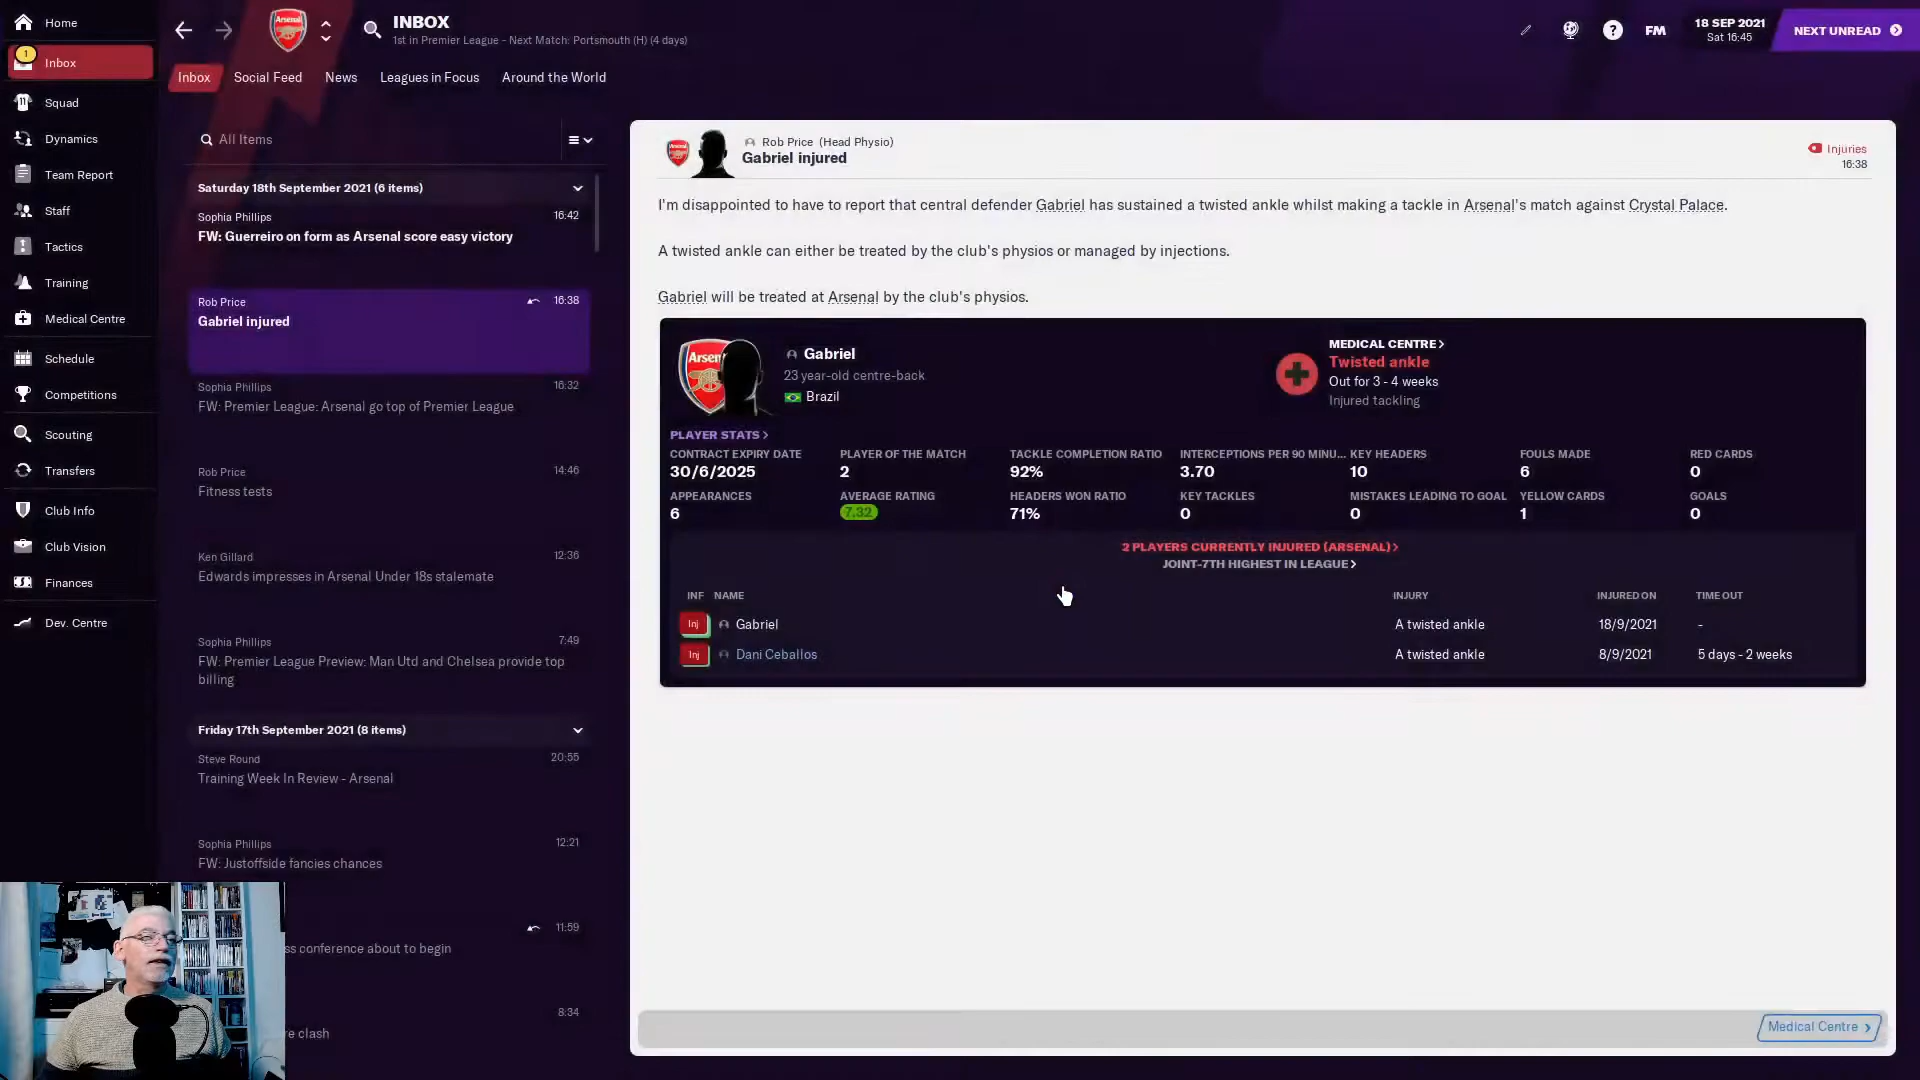 Home
1
Inbox
Squad
Dynamics
Team Report
Staff
Tactics
Training
Medical Centre
Schedule
Competitions
Scouting
Transfers
Club Info
Club Vision
Finances
Dev. Centre
Arsenal
INBOX
1st in Premier League - Next Match: Portsmouth (H) (4 days)
?
FM
18 SEP 2021
Sat 16:45
NEXT UNREAD
Inbox
Social Feed
News
Leagues in Focus
Around the World
All Items
Saturday 18th September 2021 (6 items)
Sophia Phillips 16:42
FW: Guerreiro on form as Arsenal score easy victory
Rob Price 16:38
Gabriel injured
Sophia Phillips 16:32
FW: Premier League: Arsenal go top of Premier League
Rob Price 14:46
Fitness tests
Ken Gillard 12:36
Edwards impresses in Arsenal Under 18s stalemate
Sophia Phillips 7:49
FW: Premier League Preview: Man Utd and Chelsea provide top
billing
Friday 17th September 2021 (8 items)
Steve Round 20:55
Training Week In Review - Arsenal
Sophia Phillips 12:21
FW: Justoffside fancies chances
11:59
ss conference about to begin
8:34
re clash
Rob Price (Head Physio)
Gabriel injured
Injuries
16:38
I'm disappointed to have to report that central defender Gabriel has sustained a twisted ankle whilst making a tackle in Arsenal's match against Crystal Palace.
A twisted ankle can either be treated by the club's physios or managed by injections.
Gabriel will be treated at Arsenal by the club's physios.
Gabriel
23 year-old centre-back
Brazil
MEDICAL CENTRE >
Twisted ankle
Out for 3 - 4 weeks
Injured tackling
PLAYER STATS >
CONTRACT EXPIRY DATE PLAYER OF THE MATCH TACKLE COMPLETION RATIO INTERCEPTIONS PER 90 MINU... KEY HEADERS FOULS MADE RED CARDS
30/6/2025 2 92% 3.70 10 6 0
APPEARANCES AVERAGE RATING HEADERS WON RATIO KEY TACKLES MISTAKES LEADING TO GOAL YELLOW CARDS GOALS
6 7.32 71% 0 0 1 0
2 PLAYERS CURRENTLY INJURED (ARSENAL) >
JOINT-7TH HIGHEST IN LEAGUE >
INF NAME INJURY INJURED ON TIME OUT
Inj Gabriel A twisted ankle 18/9/2021 -
Inj Dani Ceballos A twisted ankle 8/9/2021 5 days - 2 weeks
Medical Centre >